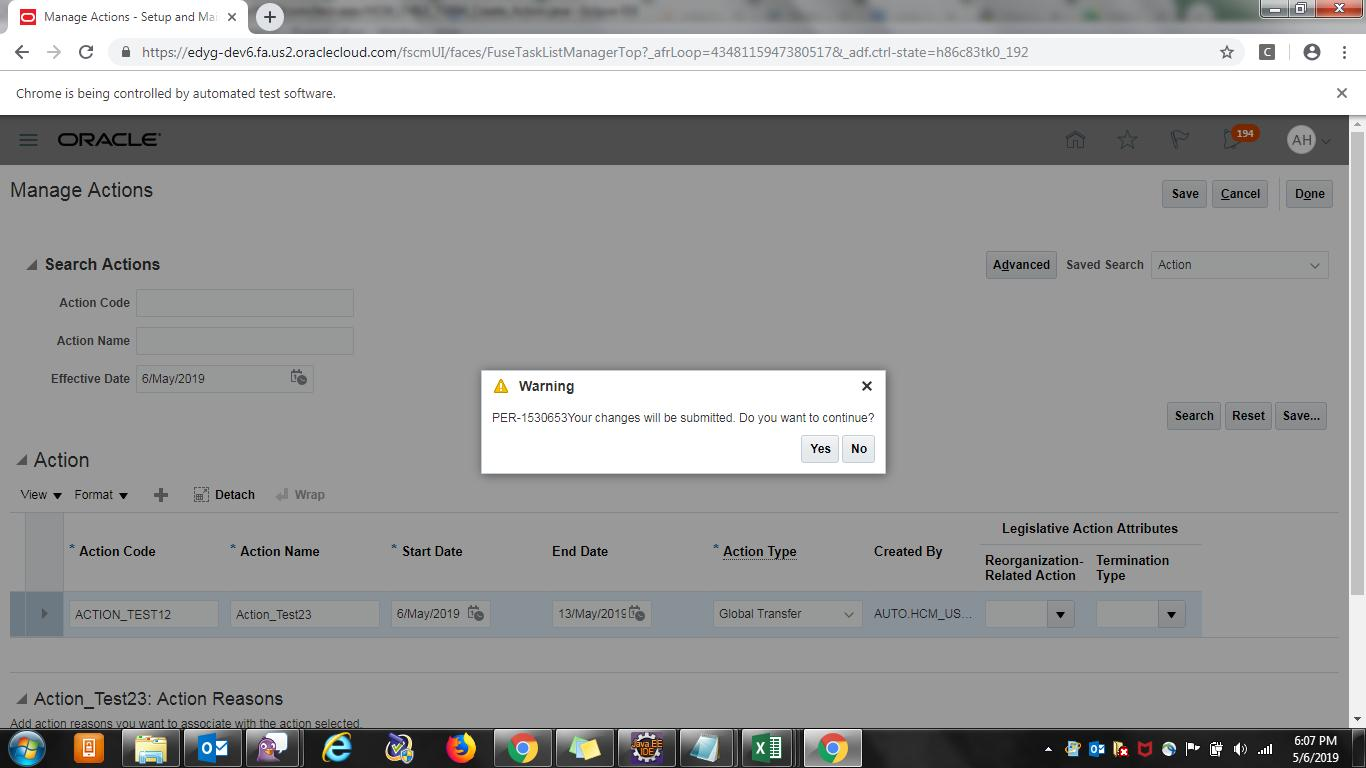 Manage Actions - Setup and Mai
https://edyg-dev6.fa.us2.oraclecloud.com/fscmUI/faces/FuseTaskListManagerTop?_afrLoop=4348115947380517&_adf.ctrl-state=h86c83tk0_192
C
Chrome is being controlled by automated test software.
ORACLE
194
AH
Manage Actions
Save
Cancel
Done
Search Actions
Advanced
Saved Search
Action
Action Code
Action Name
Effective Date
6/May/2019
Warning
PER-1530653Your changes will be submitted. Do you want to continue?
Yes
No
Search
Reset
Save...
Action
View
Format
Detach
Wrap
Legislative Action Attributes
* Action Code
* Action Name
* Start Date
End Date
* Action Type
Created By
Reorganization-
Related Action
Termination
Type
ACTION_TEST12
Action_Test23
6/May/2019
13/May/2019
Global Transfer
AUTO.HCM_US...
Action_Test23: Action Reasons
Add action reasons you want to associate with the action selected.
Java EE
IDE
6:07 PM
5/6/2019